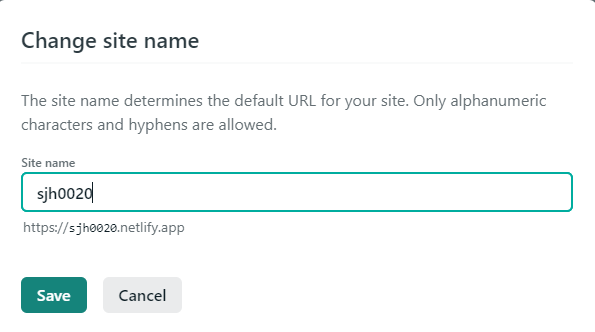 Change site name
The site name determines the default URL for your site. Only alphanumeric
characters and hyphens are allowed.
Site name
sjh0020
https://sjh0020.netlify.app
Save Cancel